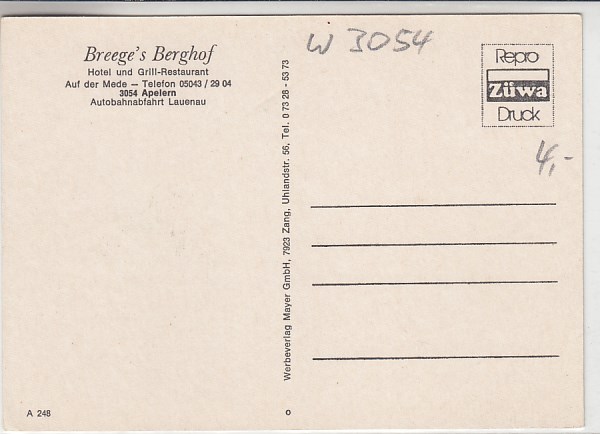 Breege's Berghof
Hotel und Grill-Restaurant
Auf der Mede — Telefon 05043 / 29 04
3054 Apelern
Autobahnabfahrt Lauenau
W 3054
Repro
Züwa
Druck
4,-
Werbeverlag Mayer GmbH, 7923 Zang, Uhlandstr. 56, Tel. 0 73 28 - 53 73
A 248
o